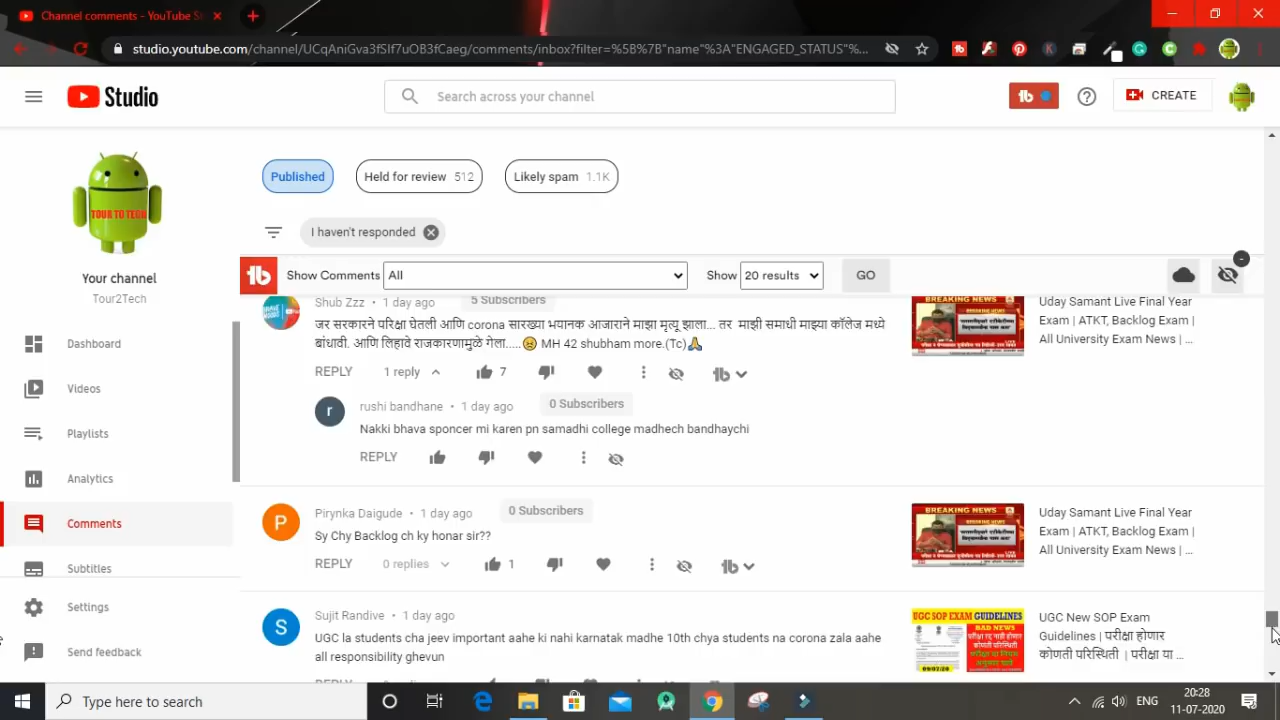 Channel comments - YouTube St
studio.youtube.com/channel/UCqAniGva3fSIf7uOB3fCaeg/comments/inbox?filter=%5B%7B"name"%3A"ENGAGED_STATUS"%...
Studio
Search across your channel
CREATE
TOUR TO TECH
Your channel
Tour2Tech
Dashboard
Videos
Playlists
Analytics
Comments
Subtitles
Settings
Send feedback
Published
Held for review 512
Likely spam 1.1K
I haven't responded
Show Comments All Show 20 results GO
Shub Zzz • 1 day ago 5 Subscribers
जर सरकारने परिक्षा घेतली आणि corona सारख्या भयानक आजाराने माझा मृत्यू झाला... तर 'माझी समाधी माझ्या कॉलेज मध्ये
बांधावी. आणि लिहावे राजकारणामुळे गेला.....😣 MH 42 shubham more.(Tc)🙏
REPLY 1 reply 7
rushi bandhane • 1 day ago 0 Subscribers
Nakki bhava sponcer mi karen pn samadhi college madhech bandhaychi
REPLY
BREAKING NEWS
Uday Samant Live Final Year
Exam | ATKT, Backlog Exam |
All University Exam News | ...
Pirynka Daigude • 1 day ago 0 Subscribers
Sy Chy Backlog ch ky honar sir??
REPLY 0 replies 1
BREAKING NEWS
Uday Samant Live Final Year
Exam | ATKT, Backlog Exam |
All University Exam News | ...
Sujit Randive • 1 day ago
UGC la students cha jeev important aahe ki nahi karnatak madhe 10th chya students na corona zala aahe
all responsibility ghevun
UGC SOP EXAM GUIDELINES
BAD NEWS
09/07/20
UGC New SOP Exam
Guidelines | परीक्षा होणार
कोणती परिस्थिती | परीक्षा या ...
Type here to search
ENG
20:28
11-07-2020